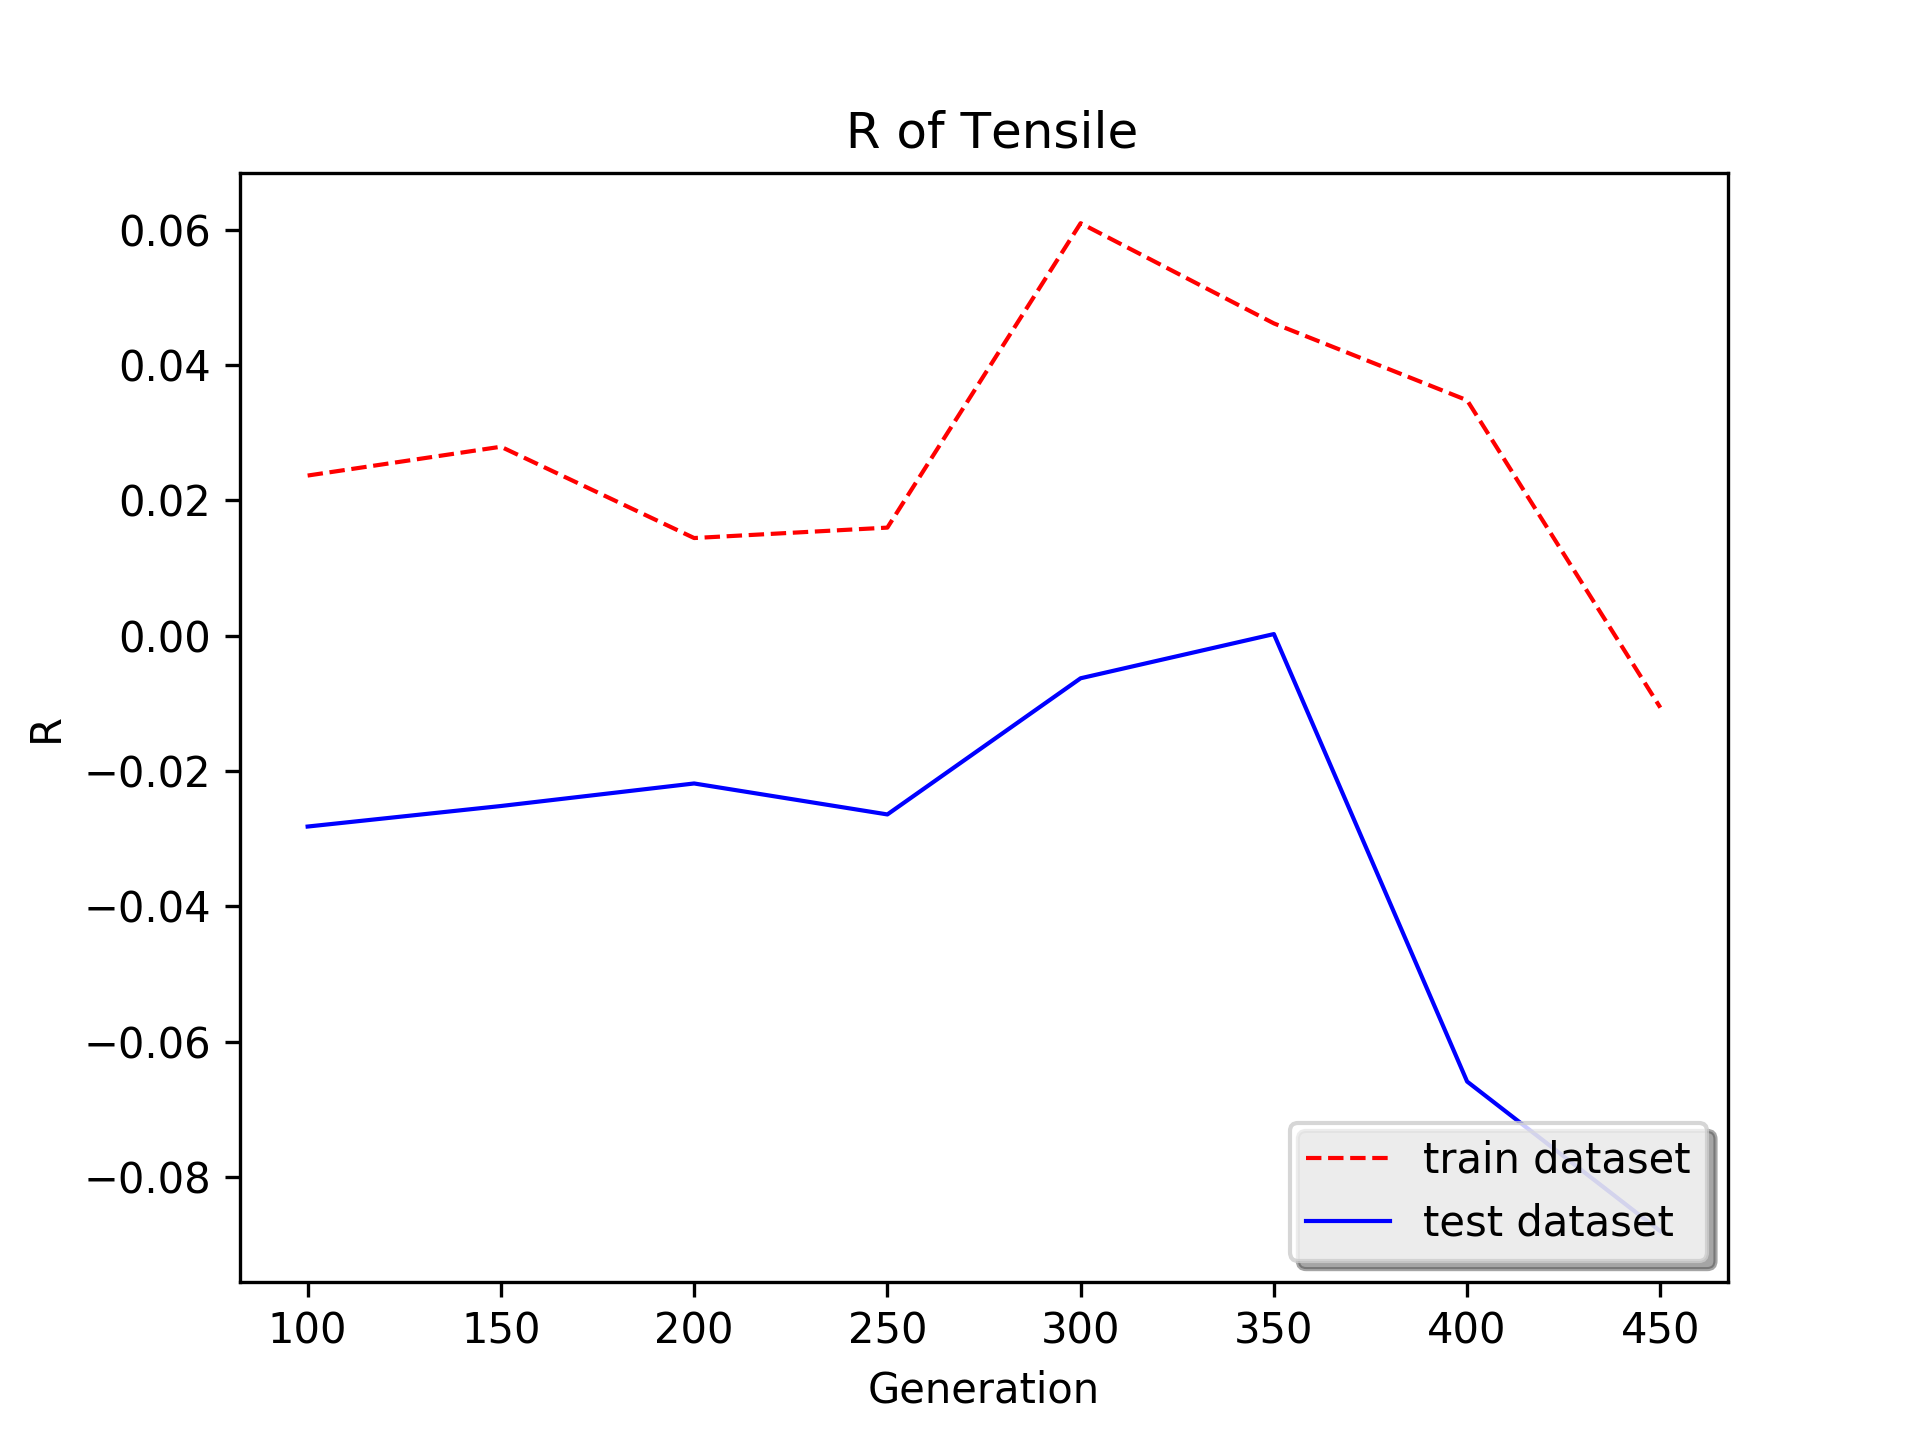 R of Tensile
0.06
0.04
0.02
0.00
−0.02
−0.04
−0.06
−0.08
R
train dataset
test dataset
100 150 200 250 300 350 400 450
Generation